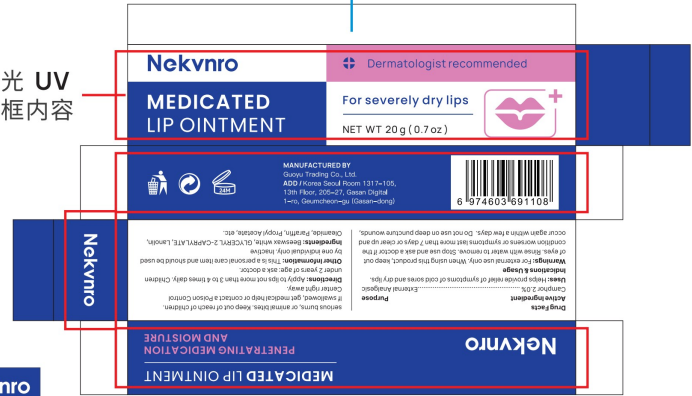 光 UV
框内容
Nekvnro
Dermatologist recommended
MEDICATED
LIP OINTMENT
For severely dry lips
NET WT 20 g ( 0.7 oz )
24M
MANUFACTURED BY
Guoyu Trading Co., Ltd.
ADD / Korea Seoul Room 1317-105,
13th Floor, 205-27, Gasan Digital
1-ro, Geumcheon-gu (Gasan-dong)
6 974603 691108
Nekvnro
Drug Facts
Active Ingredient Purpose
Camphor 2.0%..........................................External Analgesic
Uses: Helps provide relief of symptoms of cold sores and dry lips.
Indications & Usage
Warnings: For external use only. When using this product, keep out
of eyes. Rinse with water to remove. Stop use and ask a doctor if the
condition worsens or symptoms last more than 7 days or clear up and
occur again within a few days. Do not use on deep puncture wounds,
serious burns, or animal bites. Keep out of reach of children.
If swallowed, get medical help or contact a Poison Control
Center right away.
Directions: Apply to lips not more than 3 to 4 times daily. Children
under 2 years of age: ask a doctor.
Other information: This is a personal care item and should be used
by one individual only. Inactive
Ingredients: Beeswax white, GLYCERYL 2-CAPRYLATE, Lanolin,
Oleamide, Paraffin, Propyl Acetate, etc.
Nekvnro
MEDICATED LIP OINTMENT
PENETRATING MEDICATION
AND MOISTURE
nro